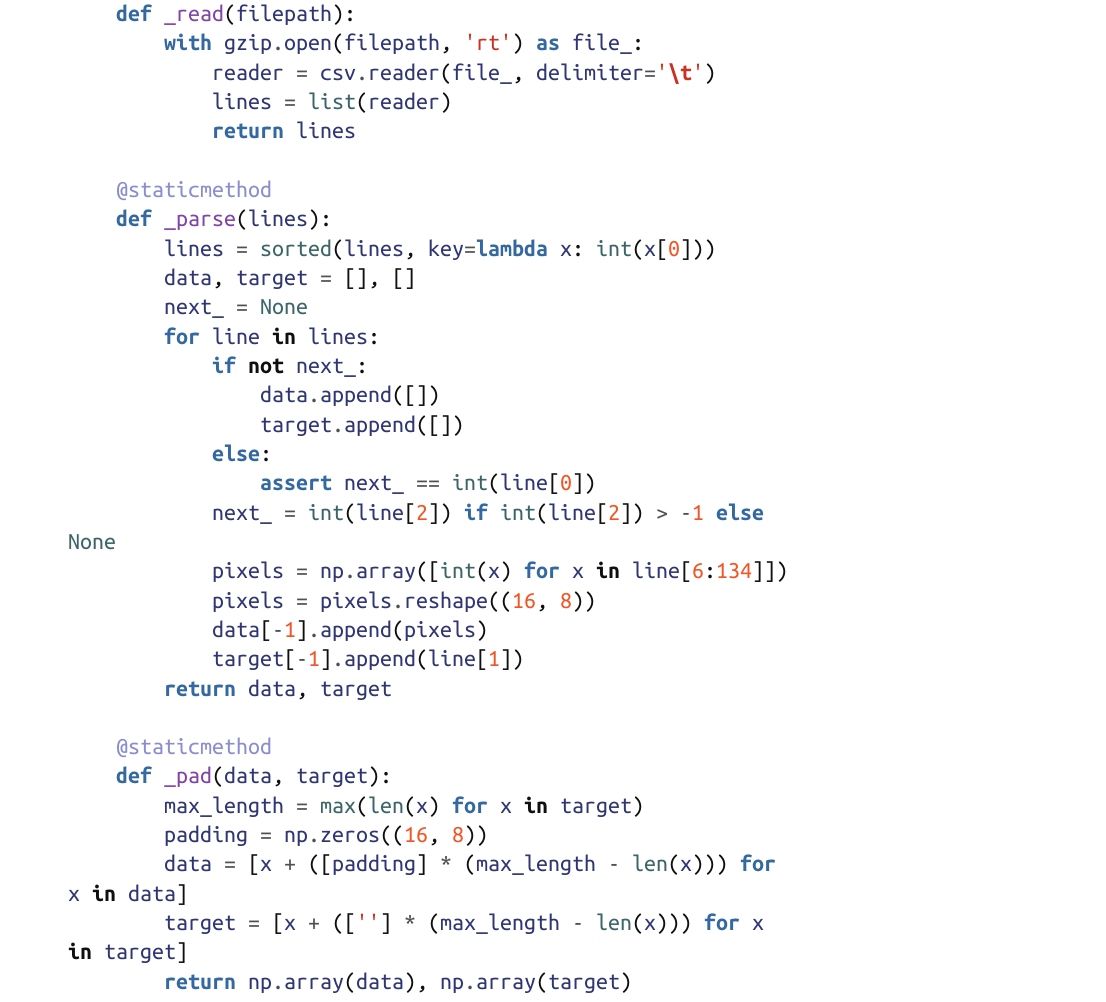 def _read(filepath):
        with gzip.open(filepath, 'rt') as file_:
            reader = csv.reader(file_, delimiter='\t')
            lines = list(reader)
            return lines

    @staticmethod
    def _parse(lines):
        lines = sorted(lines, key=lambda x: int(x[0]))
        data, target = [], []
        next_ = None
        for line in lines:
            if not next_:
                data.append([])
                target.append([])
            else:
                assert next_ == int(line[0])
            next_ = int(line[2]) if int(line[2]) > -1 else
None
            pixels = np.array([int(x) for x in line[6:134]])
            pixels = pixels.reshape((16, 8))
            data[-1].append(pixels)
            target[-1].append(line[1])
        return data, target

    @staticmethod
    def _pad(data, target):
        max_length = max(len(x) for x in target)
        padding = np.zeros((16, 8))
        data = [x + ([padding] * (max_length - len(x))) for
x in data]
        target = [x + ([''] * (max_length - len(x))) for x
in target]
        return np.array(data), np.array(target)